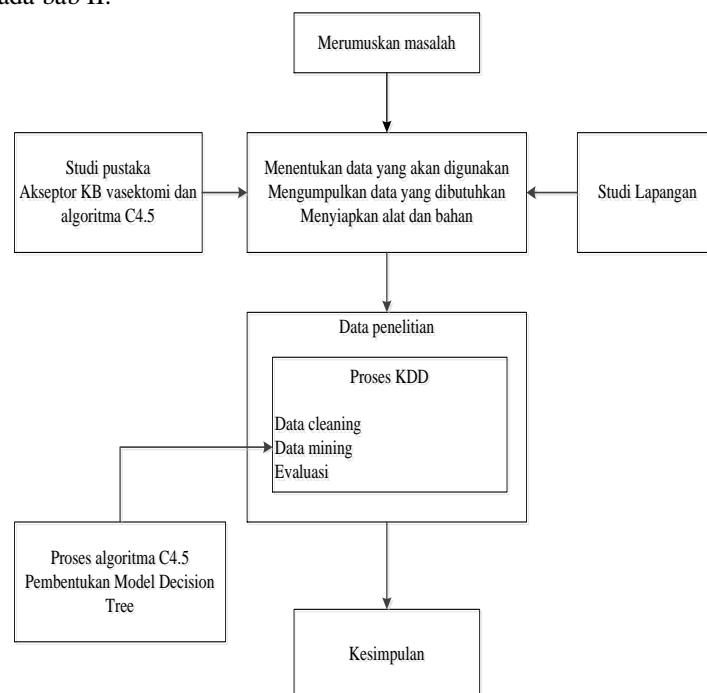 ada bab II.
Merumuskan masalah
Studi pustaka
Akseptor KB vasektomi dan
algoritma C4.5
Menentukan data yang akan digunakan
Mengumpulkan data yang dibutuhkan
Menyiapkan alat dan bahan
Studi Lapangan
Data penelitian
Proses KDD
Data cleaning
Data mining
Evaluasi
Proses algoritma C4.5
Pembentukan Model Decision
Tree
Kesimpulan